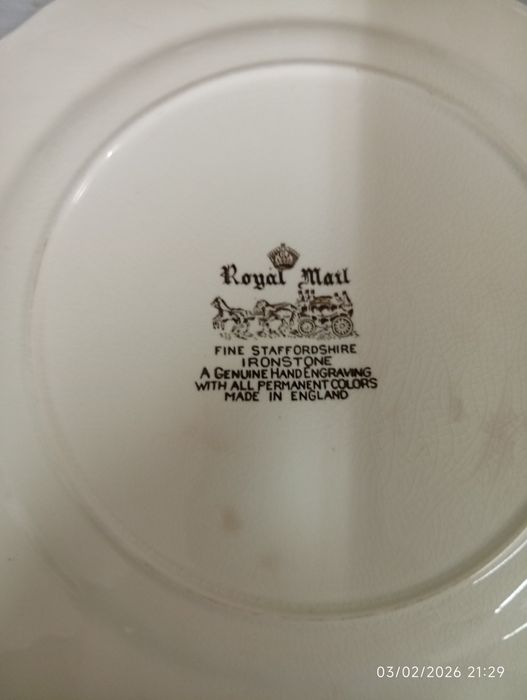 Royal Mail
FINE STAFFORDSHIRE
IRONSTONE
A GENUINE HAND ENGRAVING
WITH ALL PERMANENT COLORS
MADE IN ENGLAND
03/02/2026 21:29